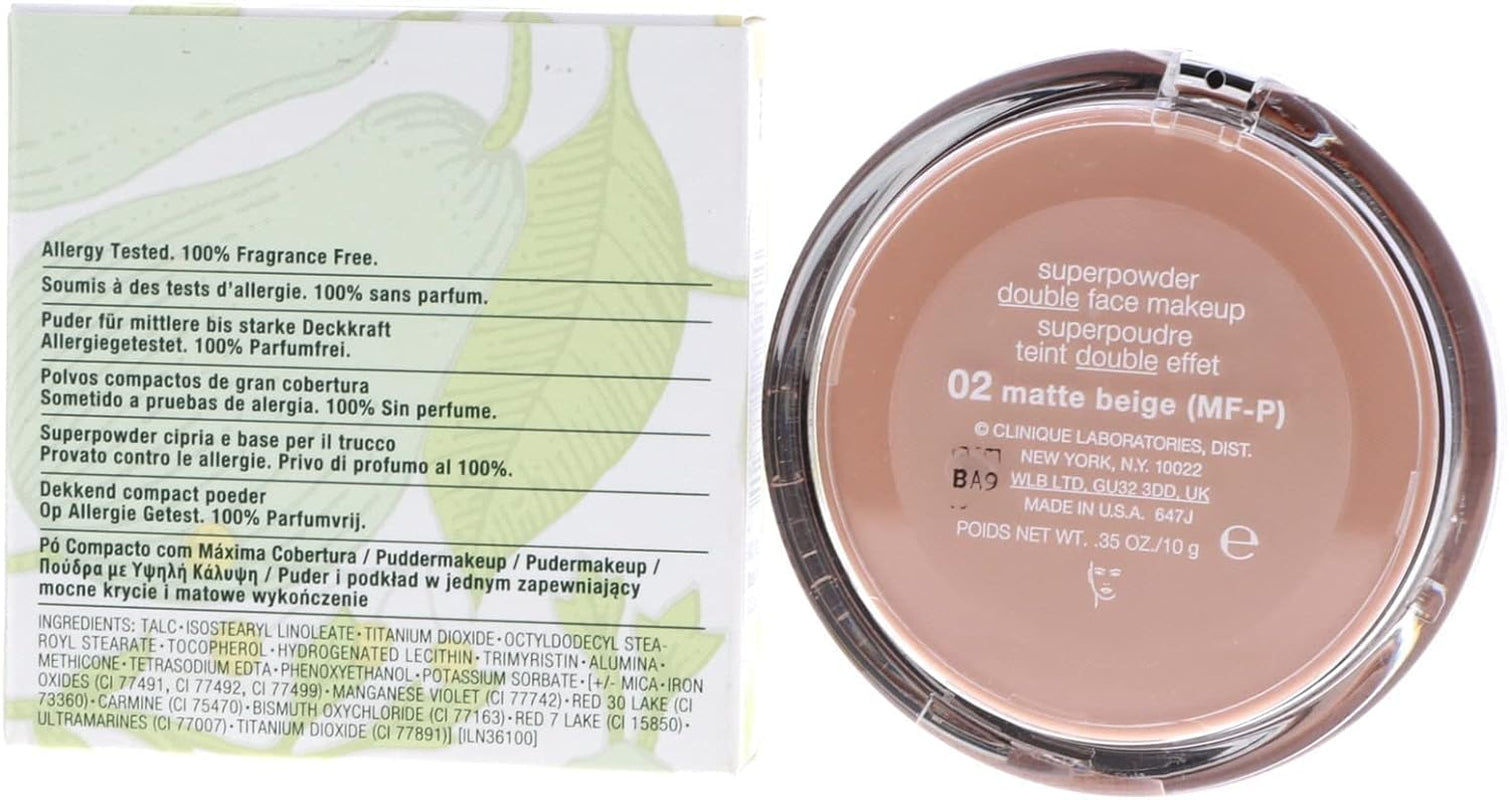 Allergy Tested. 100% Fragrance Free.
Soumis à des tests d'allergie. 100% sans parfum.
Puder für mittlere bis starke Deckkraft
Allergiegetestet. 100% Parfumfrei.
Polvos compactos de gran cobertura
Sometido a pruebas de alergia. 100% Sin perfume.
Superpowder cipria e base per il trucco
Provato contro le allergie. Privo di profumo al 100%.
Dekkend compact poeder
Op Allergie Getest. 100% Parfumvrij.
Pó Compacto com Máxima Cobertura / Puddermakeup / Pudermakeup /
Πούδρα με Υψηλή Κάλυψη / Puder i podkład w jednym zapewniający
mocne krycie i matowe wykończenie
INGREDIENTS: TALC•ISOSTEARYL LINOLEATE•TITANIUM DIOXIDE•OCTYLDODECYL STEA-
ROYL STEARATE•TOCOPHEROL•HYDROGENATED LECITHIN•TRIMYRISTIN•ALUMINA•
METHICONE•TETRASODIUM EDTA•PHENOXYETHANOL•POTASSIUM SORBATE•[+/- MICA•IRON
OXIDES (CI 77491, CI 77492, CI 77499)•MANGANESE VIOLET (CI 77742)•RED 30 LAKE (CI
73360)•CARMINE (CI 75470)•BISMUTH OXYCHLORIDE (CI 77163)•RED 7 LAKE (CI 15850)•
ULTRAMARINES (CI 77007)•TITANIUM DIOXIDE (CI 77891)] [ILN36100]
superpowder
double face makeup
superpoudre
teint double effet
02 matte beige (MF-P)
© CLINIQUE LABORATORIES, DIST.
NEW YORK, N.Y. 10022
BA9 WLB LTD, GU32 3DD, UK
MADE IN U.S.A. 647J
POIDS NET WT. .35 OZ./10 g ℮